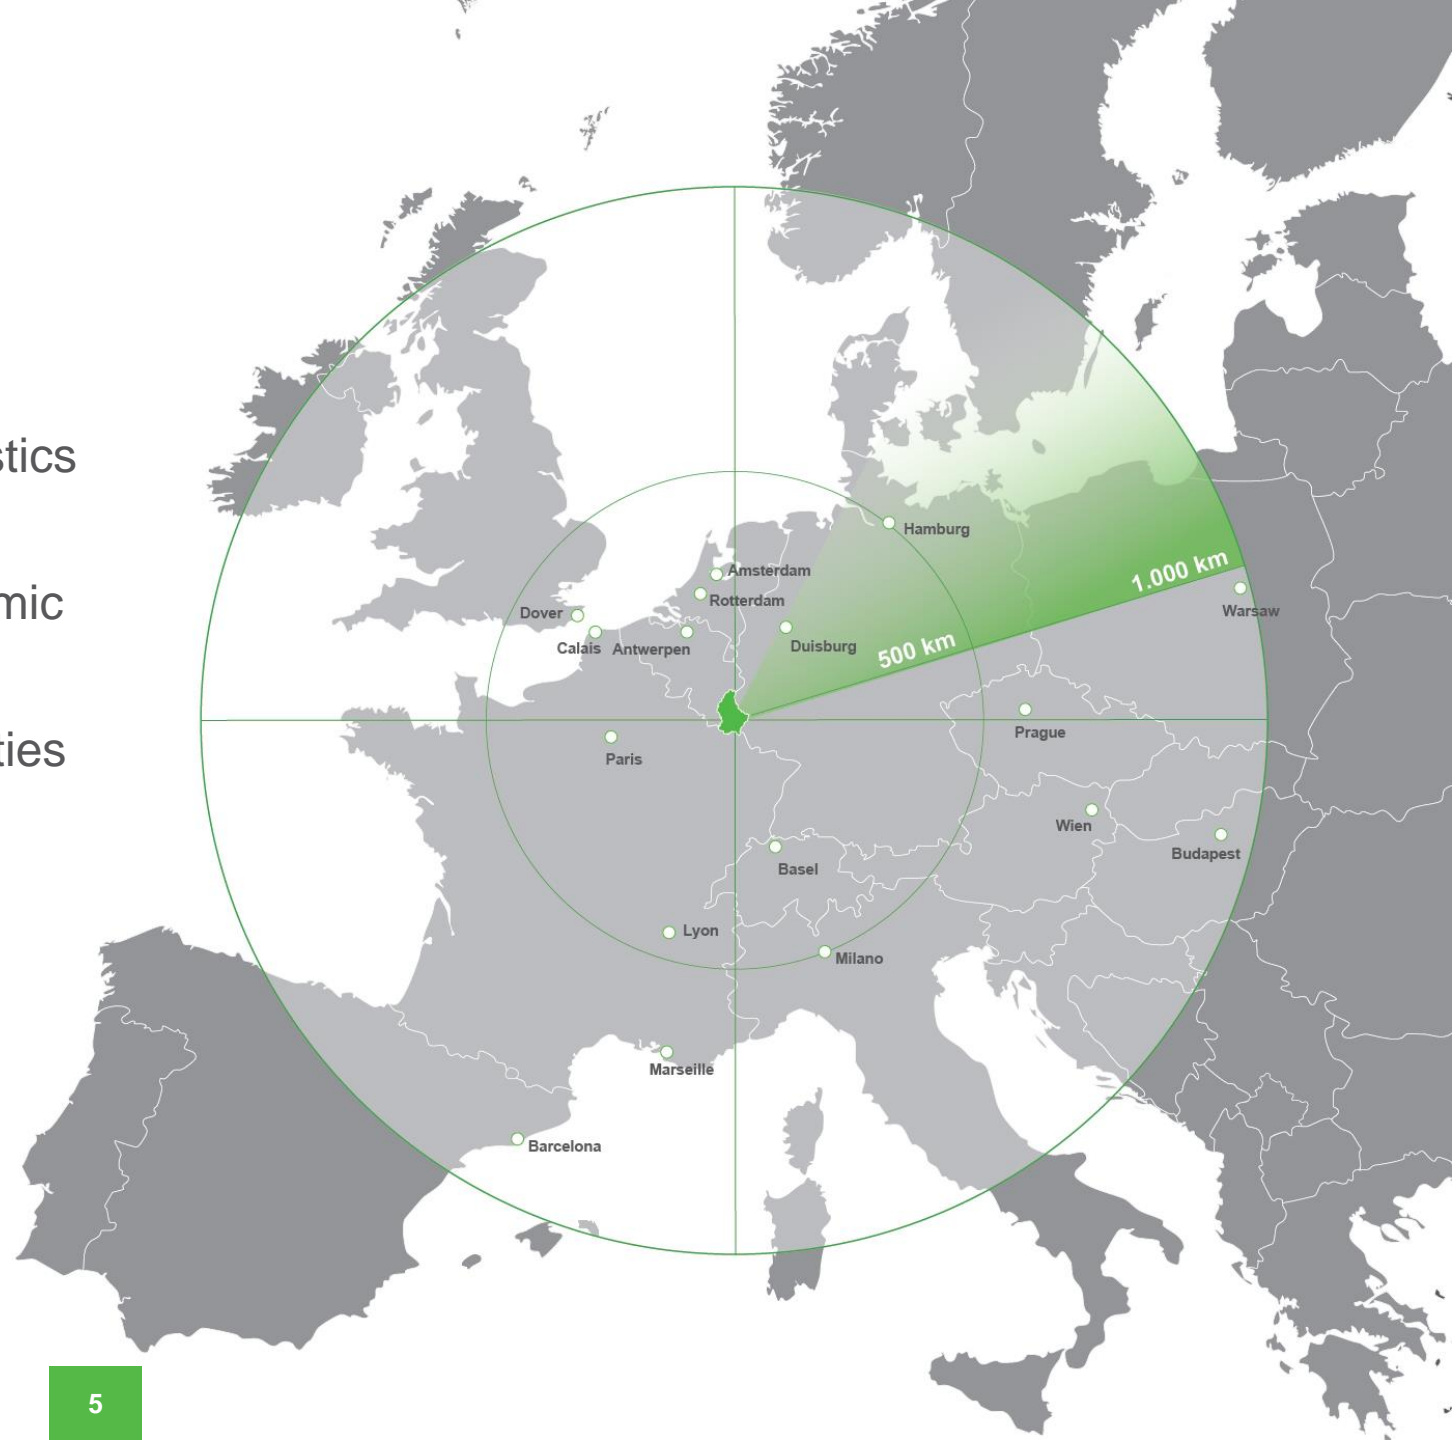 stics
mic
ties
Hamburg
Amsterdam
Rotterdam
Dover
Calais
Antwerpen
Duisburg
1.000 km
500 km
Warsaw
Prague
Paris
Wien
Budapest
Basel
Lyon
Milano
Marseille
Barcelona
5